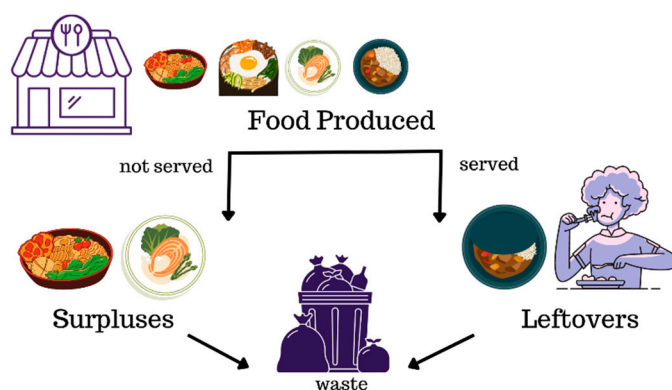 Food Produced
not served
served
Surpluses
Leftovers
waste